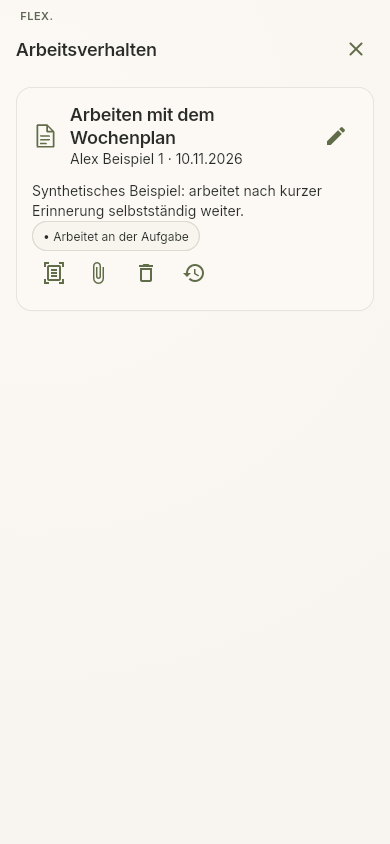 FLEX.
Arbeitsverhalten
Arbeiten mit dem
Wochenplan
Alex Beispiel 1 · 10.11.2026
Synthetisches Beispiel: arbeitet nach kurzer
Erinnerung selbstständig weiter.
• Arbeitet an der Aufgabe